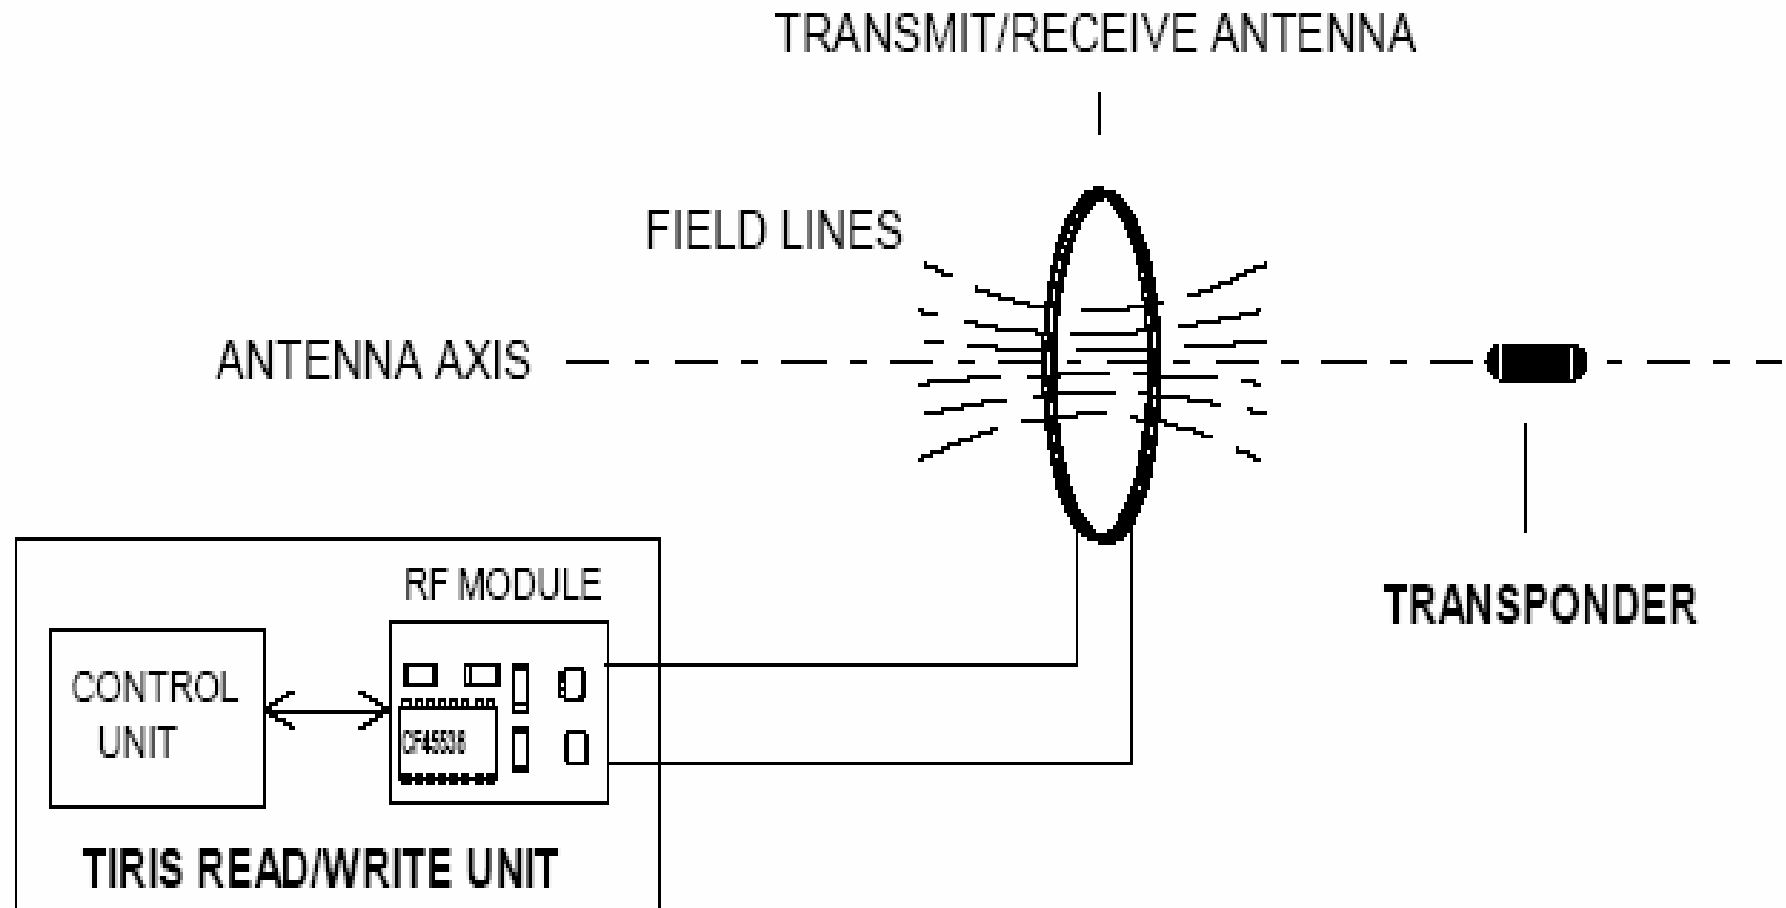 TRANSMIT/RECEIVE ANTENNA
FIELD LINES
ANTENNA AXIS
TRANSPONDER
RF MODULE
CONTROL
UNIT
TIRIS READ/WRITE UNIT